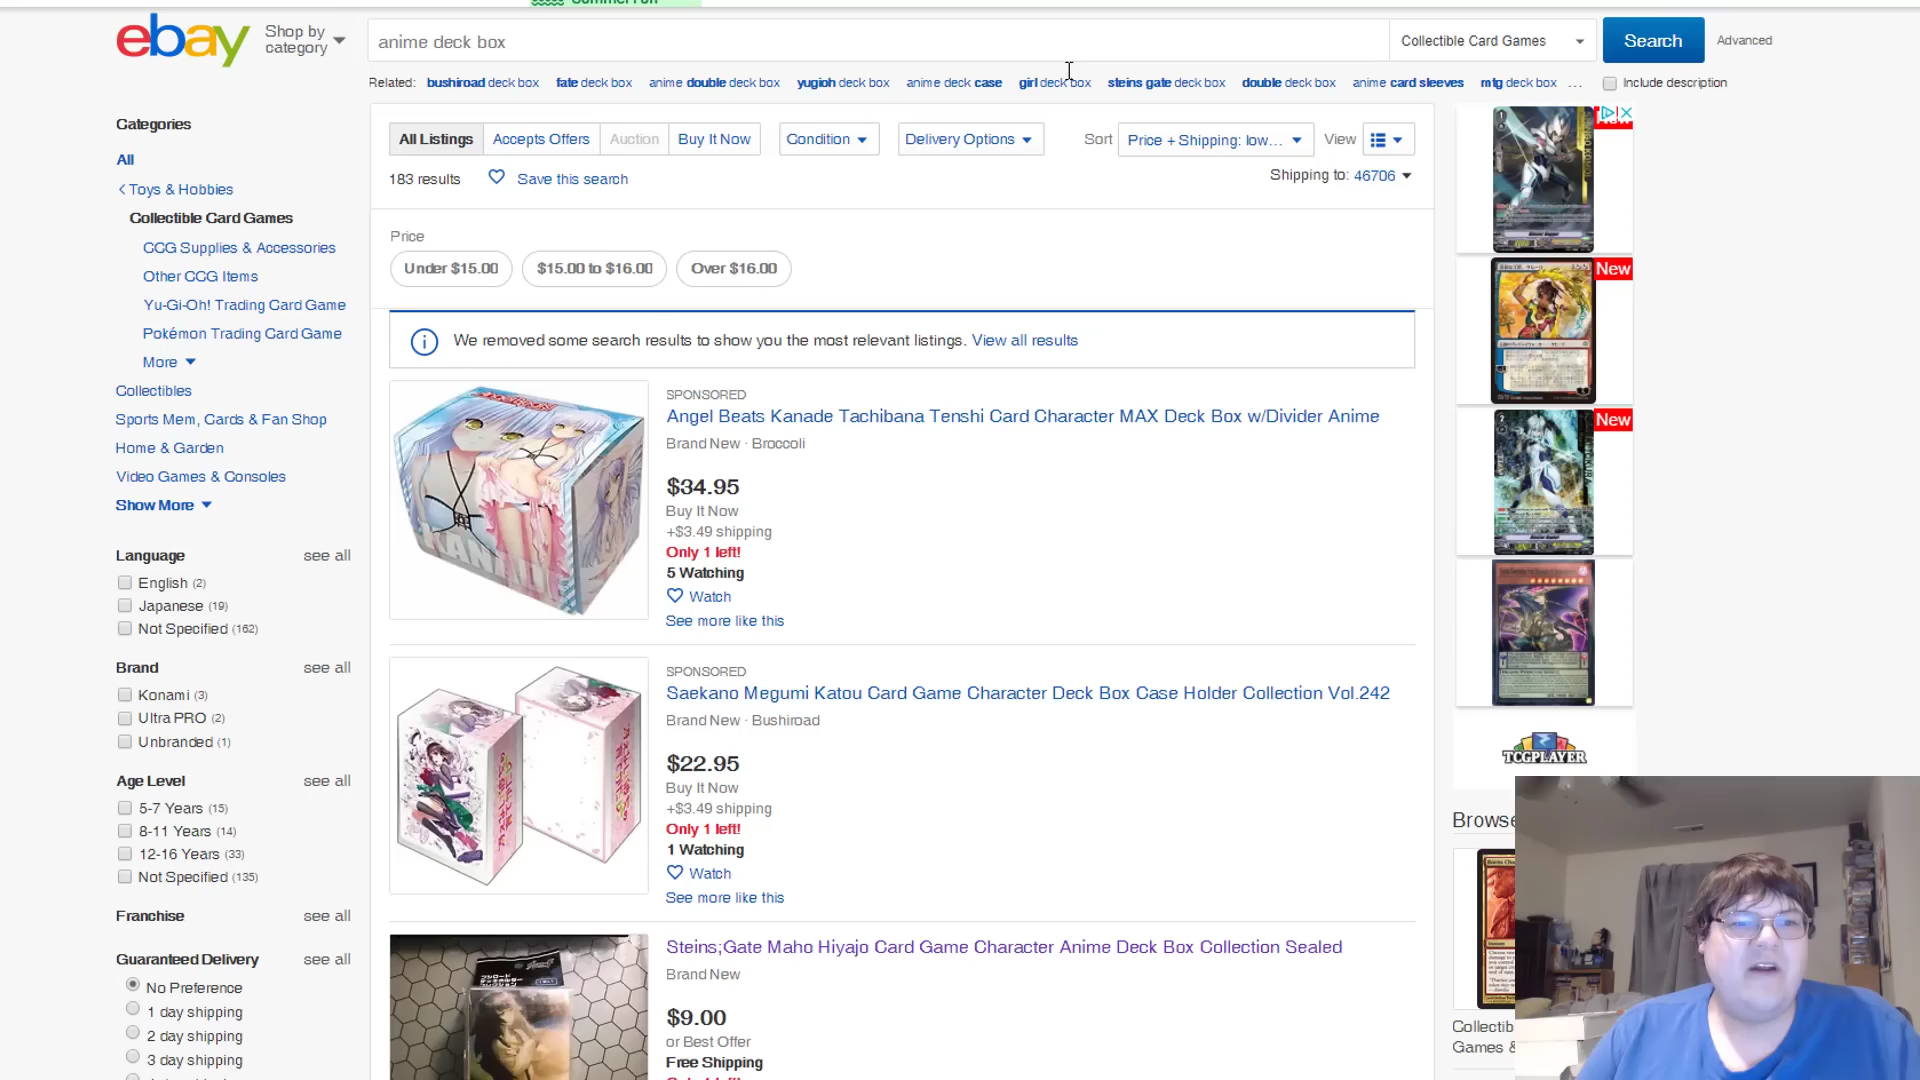 Summer Fun
ebay
Shop by category
anime deck box
Collectible Card Games
Search
Advanced
Related: bushiroad deck box fate deck box anime double deck box yugioh deck box anime deck case girl deck box steins gate deck box double deck box anime card sleeves mtg deck box ...
Include description
Categories
All
Toys & Hobbies
Collectible Card Games
CCG Supplies & Accessories
Other CCG Items
Yu-Gi-Oh! Trading Card Game
Pokémon Trading Card Game
More
Collectibles
Sports Mem, Cards & Fan Shop
Home & Garden
Video Games & Consoles
Show More
Language see all
English (2)
Japanese (19)
Not Specified (162)
Brand see all
Konami (3)
Ultra PRO (2)
Unbranded (1)
Age Level see all
5-7 Years (15)
8-11 Years (14)
12-16 Years (33)
Not Specified (135)
Franchise see all
Guaranteed Delivery see all
No Preference
1 day shipping
2 day shipping
3 day shipping
All Listings Accepts Offers Auction Buy It Now Condition Delivery Options Sort Price + Shipping: low... View
183 results Save this search Shipping to: 46706
Price
Under $15.00 $15.00 to $16.00 Over $16.00
We removed some search results to show you the most relevant listings. View all results
SPONSORED
Angel Beats Kanade Tachibana Tenshi Card Character MAX Deck Box w/Divider Anime
Brand New · Broccoli
$34.95
Buy It Now
+$3.49 shipping
Only 1 left!
5 Watching
Watch
See more like this
SPONSORED
Saekano Megumi Katou Card Game Character Deck Box Case Holder Collection Vol.242
Brand New · Bushiroad
$22.95
Buy It Now
+$3.49 shipping
Only 1 left!
1 Watching
Watch
See more like this
Steins;Gate Maho Hiyajo Card Game Character Anime Deck Box Collection Sealed
Brand New
$9.00
or Best Offer
Free Shipping
New
New
New
TCGPLAYER
Browse
Collectib
Games &